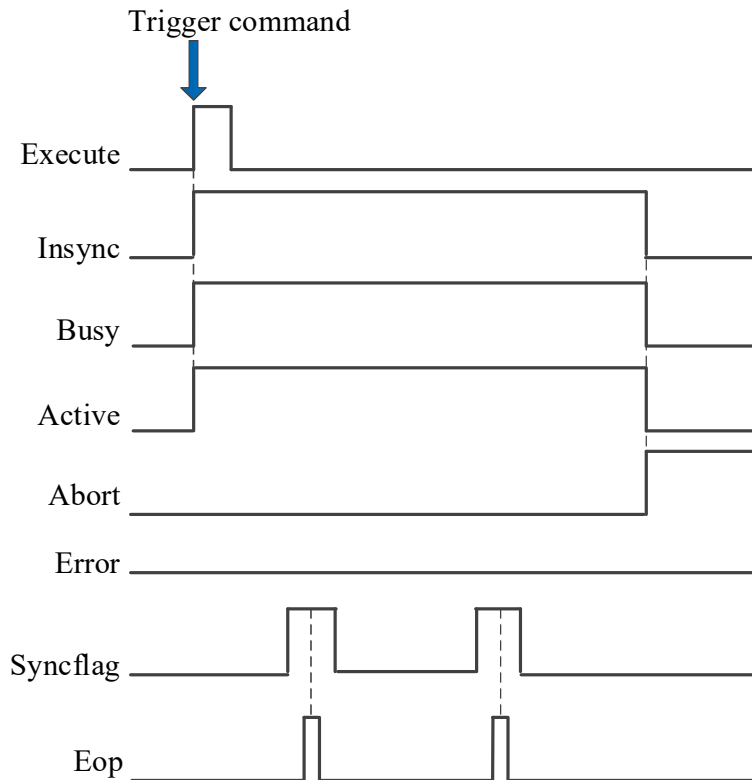 Trigger command
Execute
Insync
Busy
Active
Abort
Error
Syncflag
Eop